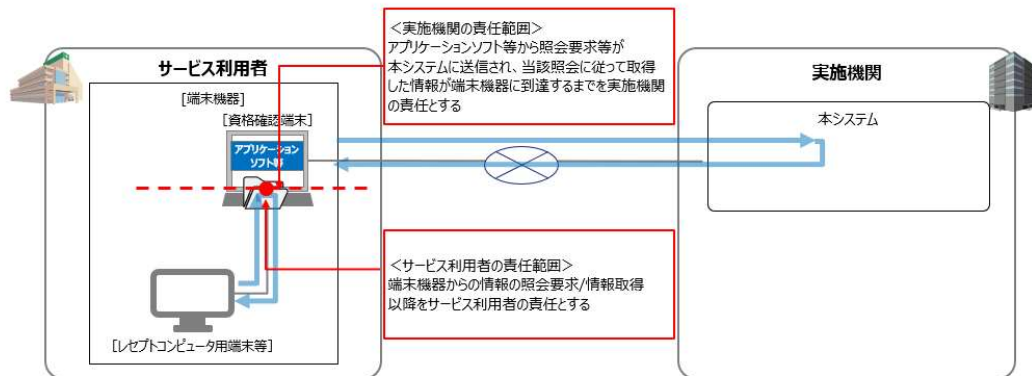 サービス利用者
[端末機器]
[資格確認端末]
アプリケーション
ソフト等
[レセプトコンピュータ用端末等]
<実施機関の責任範囲>
アプリケーションソフト等から照会要求等が
本システムに送信され、当該照会に従って取得
した情報が端末機器に到達するまでを実施機関
の責任とする
<サービス利用者の責任範囲>
端末機器からの情報の照会要求/情報取得
以降をサービス利用者の責任とする
実施機関
本システム